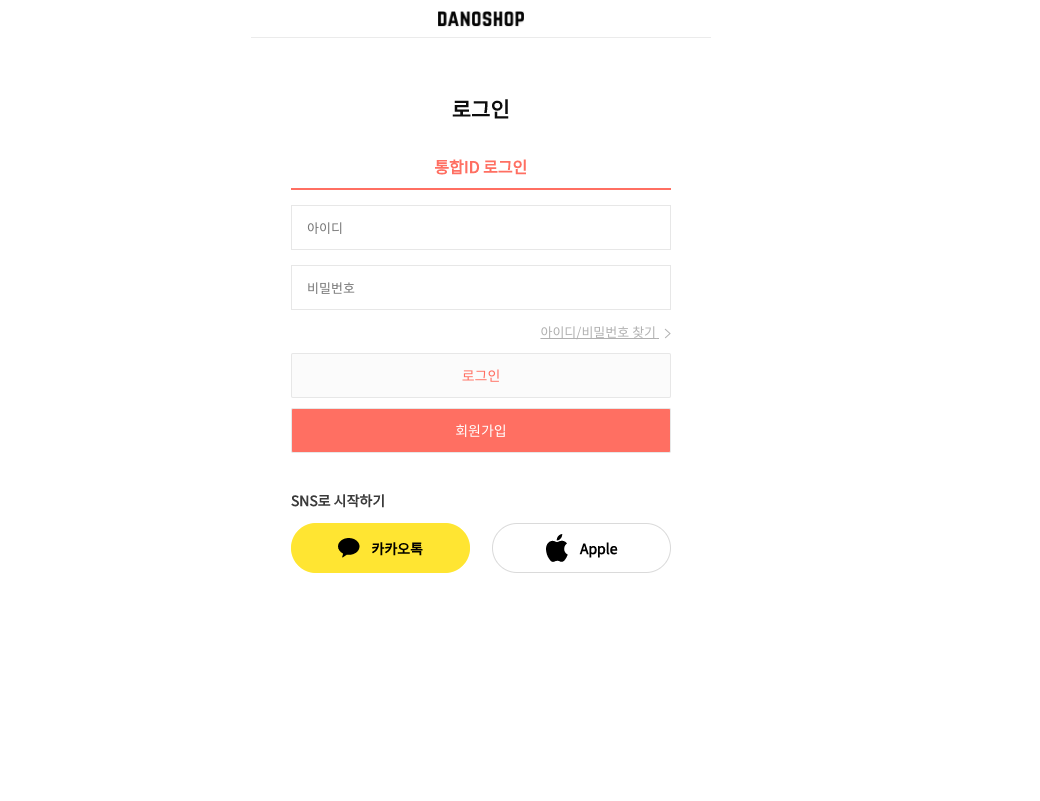 DANOSHOP
로그인
통합ID 로그인
아이디
비밀번호
아이디/비밀번호 찾기
로그인
회원가입
SNS로 시작하기
카카오톡
Apple